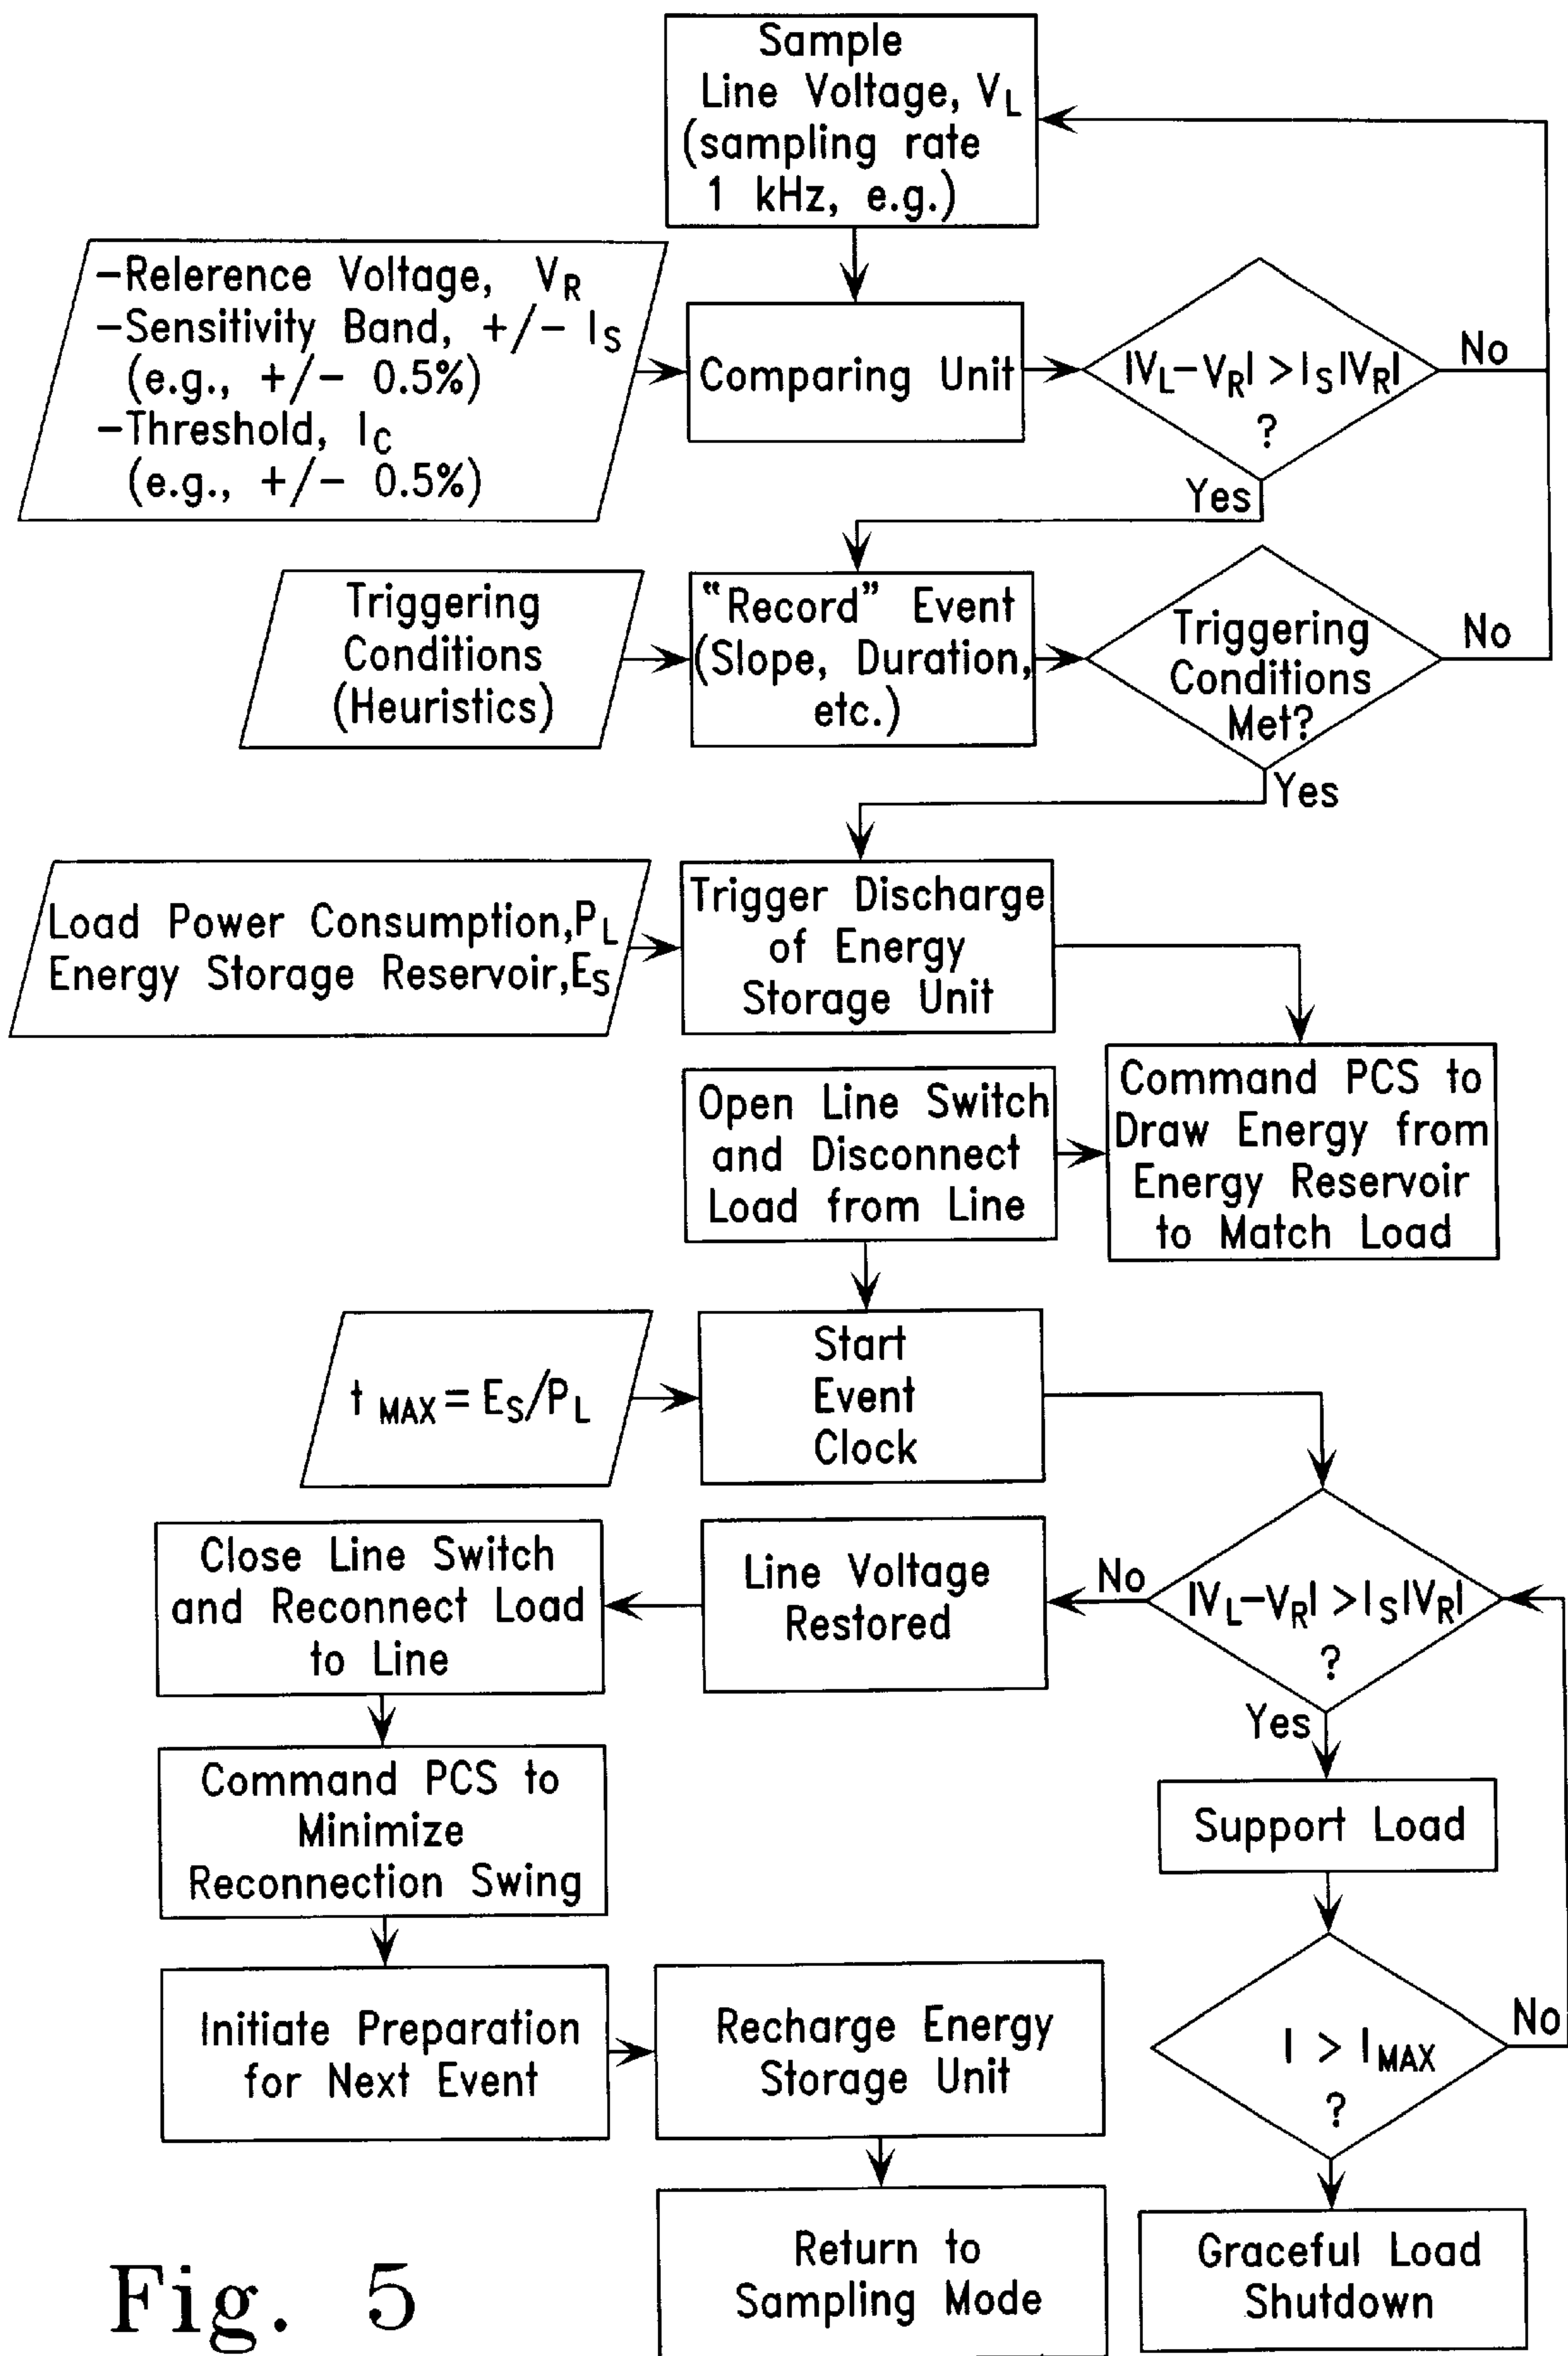 Sample
Line Voltage, VL
(sampling rate
1 kHz, e.g.)
–Relerence Voltage, VR
–Sensitivity Band, +/– IS
(e.g., +/– 0.5%)
–Threshold, IC
(e.g., +/– 0.5%)
Comparing Unit
|VL–VR| > IS|VR|
?
No
Yes
Triggering
Conditions
(Heuristics)
“Record” Event
(Slope, Duration,
etc.)
Triggering
Conditions
Met?
No
Yes
Load Power Consumption,PL
Energy Storage Reservoir,ES
Trigger Discharge
of Energy
Storage Unit
Open Line Switch
and Disconnect
Load from Line
Command PCS to
Draw Energy from
Energy Reservoir
to Match Load
t MAX = ES/PL
Start
Event
Clock
Close Line Switch
and Reconnect Load
to Line
Line Voltage
Restored
No
|VL–VR| > IS|VR|
?
Yes
Command PCS to
Minimize
Reconnection Swing
Support Load
Initiate Preparation
for Next Event
Recharge Energy
Storage Unit
I > IMAX
?
No
Return to
Sampling Mode
Graceful Load
Shutdown
Fig. 5